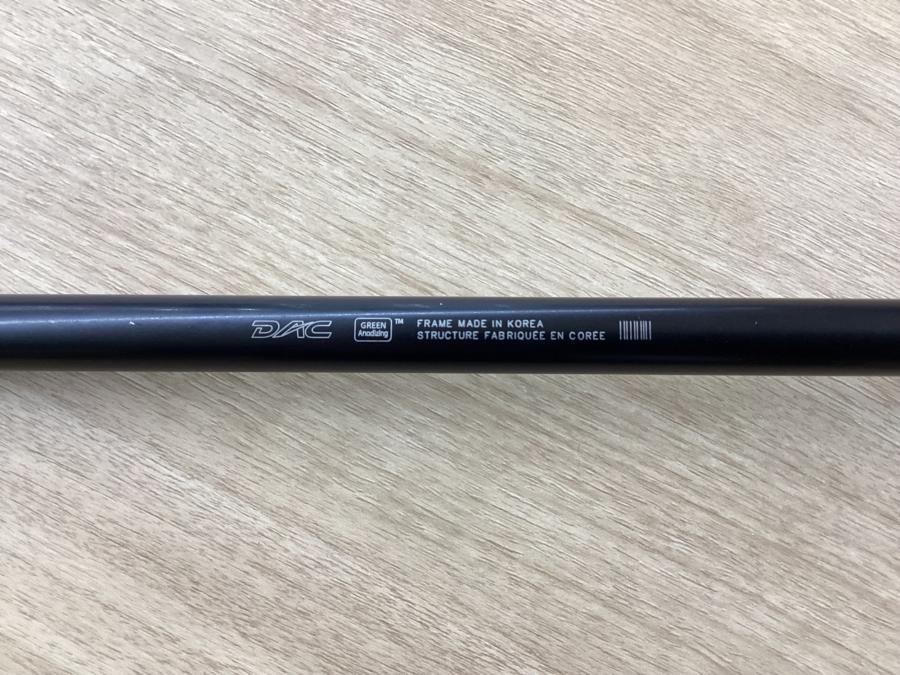 DAC
GREEN
Anodizing
™
FRAME MADE IN KOREA
STRUCTURE FABRIQUÉE EN CORÉE